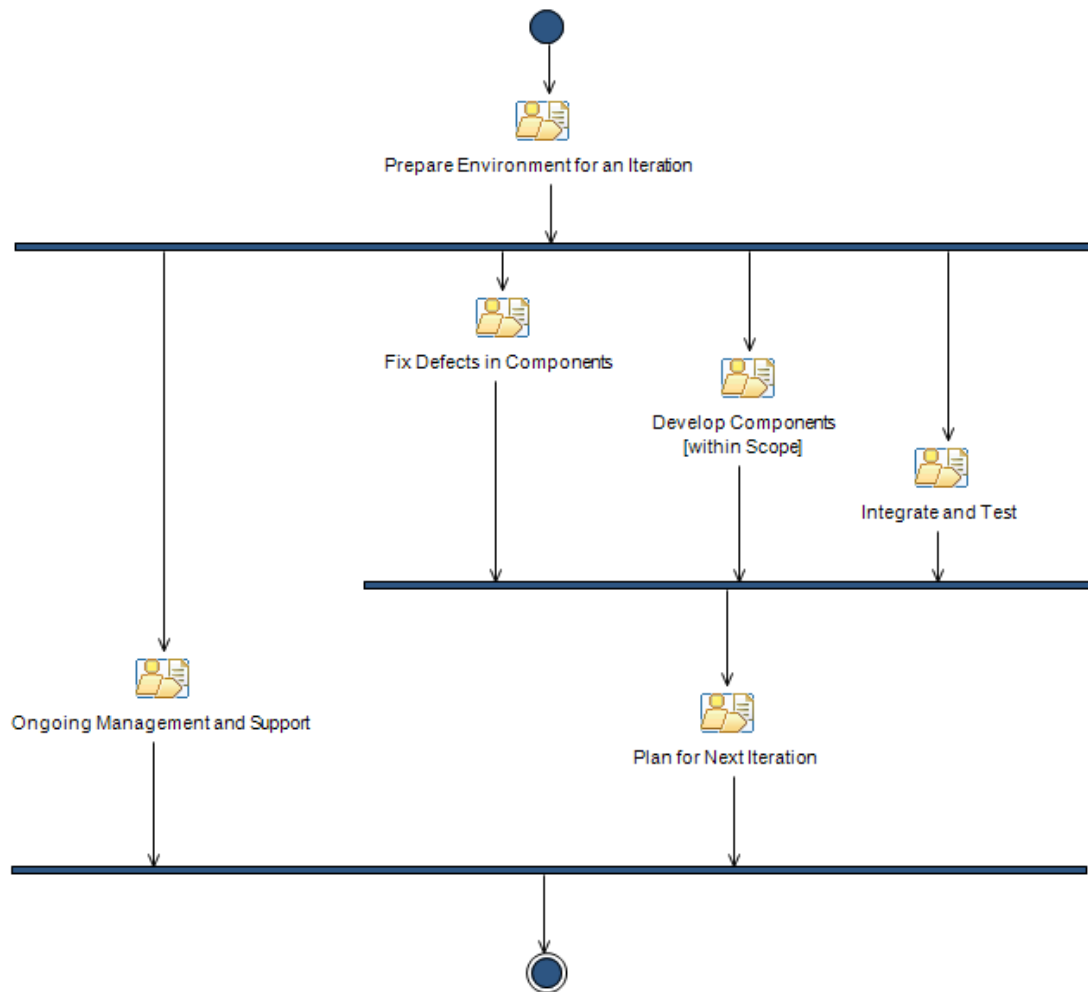 Prepare Environment for an Iteration
Fix Defects in Components
Develop Components
[within Scope]
Integrate and Test
Ongoing Management and Support
Plan for Next Iteration